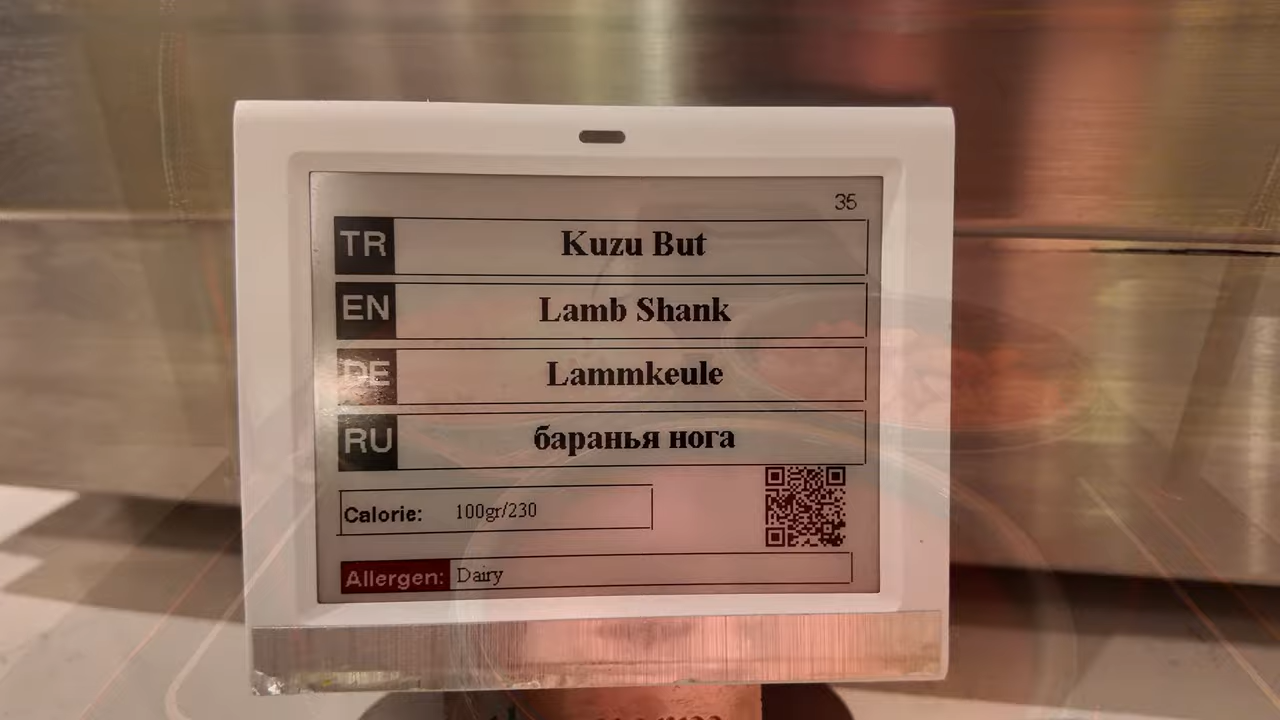 35
TR Kuzu But
EN Lamb Shank
DE Lammkeule
RU баранья нога
Calorie: 100gr/230
Allergen: Dairy